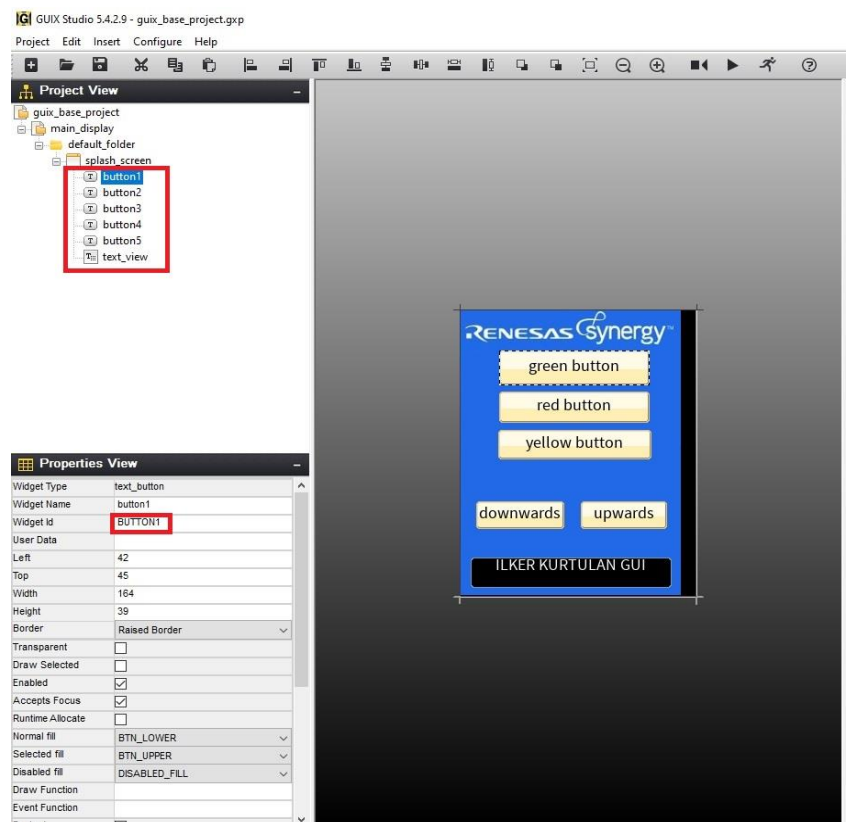 GUIX Studio 5.4.2.9 - guix_base_project.gxp
Project Edit Insert Configure Help
Project View
guix_base_project
main_display
default_folder
splash_screen
button1
button2
button3
button4
button5
text_view
RENESAS Synergy™
green button
red button
yellow button
downwards upwards
ILKER KURTULAN GUI
Properties View
Widget Type text_button
Widget Name button1
Widget Id BUTTON1
User Data
Left 42
Top 45
Width 164
Height 39
Border Raised Border
Transparent
Draw Selected
Enabled
Accepts Focus
Runtime Allocate
Normal fill BTN_LOWER
Selected fill BTN_UPPER
Disabled fill DISABLED_FILL
Draw Function
Event Function